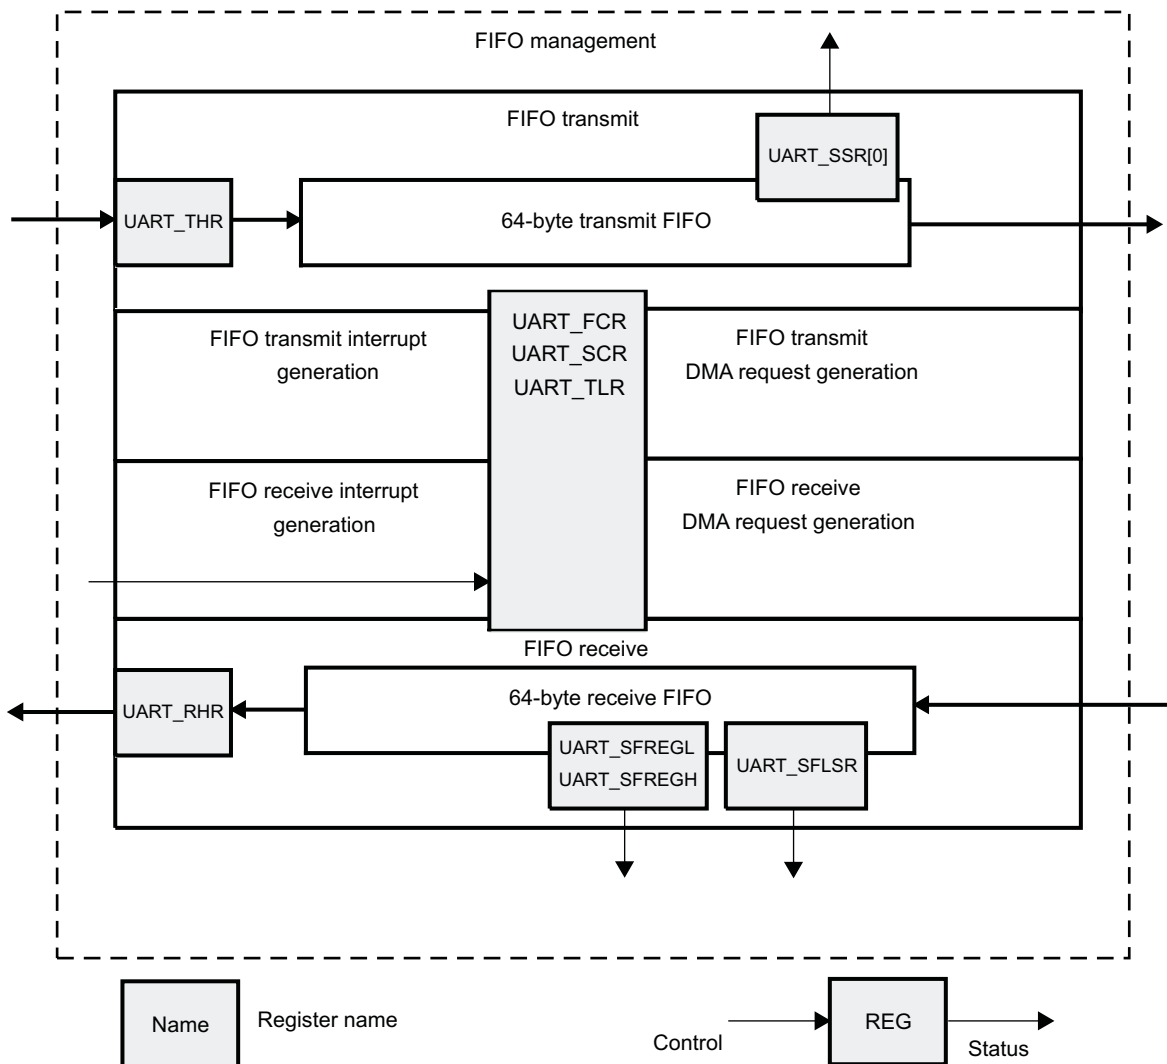 FIFO management
FIFO transmit
UART_SSR[0]
UART_THR
64-byte transmit FIFO
UART_FCR
UART_SCR
UART_TLR
FIFO transmit interrupt
generation
FIFO transmit
DMA request generation
FIFO receive interrupt
generation
FIFO receive
DMA request generation
FIFO receive
64-byte receive FIFO
UART_RHR
UART_SFREGL
UART_SFREGH
UART_SFLSR
Name
Register name
Control
REG
Status